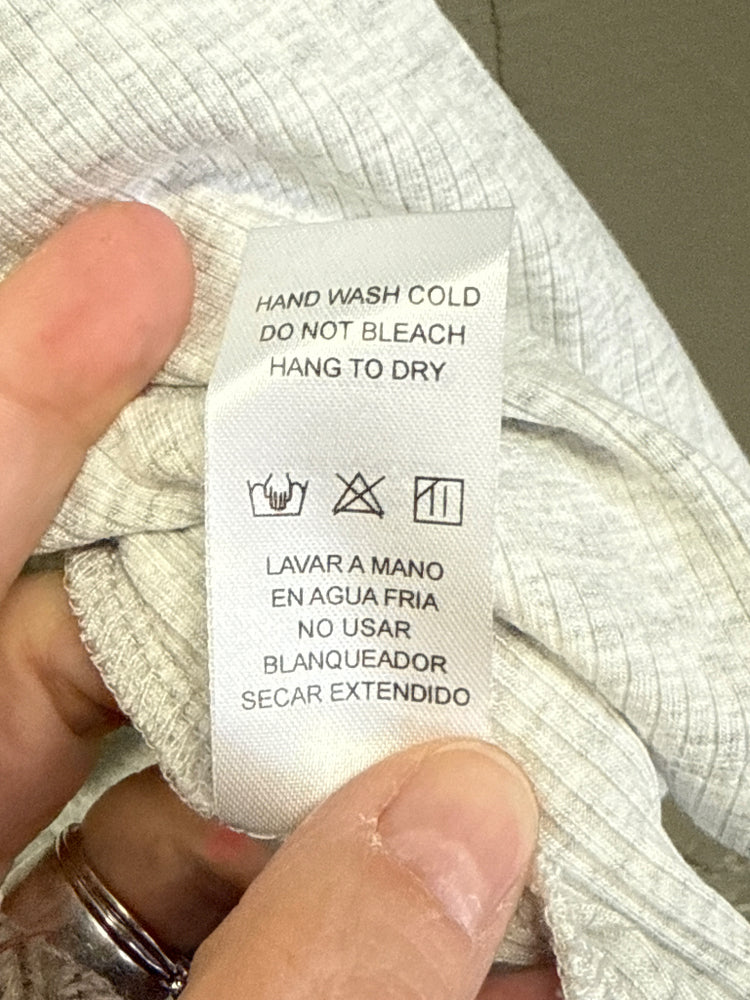 HAND WASH COLD
DO NOT BLEACH
HANG TO DRY
LAVAR A MANO
EN AGUA FRIA
NO USAR
BLANQUEADOR
SECAR EXTENDIDO